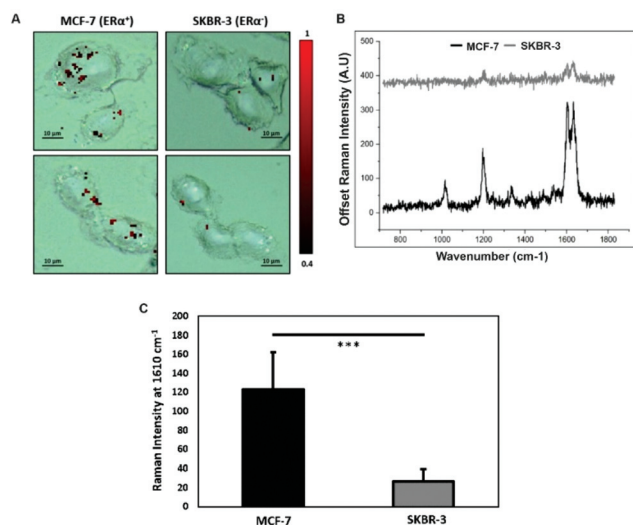 A
MCF-7 (ERα⁺)
SKBR-3 (ERα⁻)
10 µm
10 µm
10 µm
10 µm
1
0.4
B
MCF-7 SKBR-3
500
400
300
200
100
0
Offset Raman Intensity (A.U)
800 1000 1200 1400 1600 1800
Wavenumber (cm-1)
C
200
180
160
140
120
100
80
60
40
20
0
Raman Intensity at 1610 cm⁻¹
***
MCF-7 SKBR-3